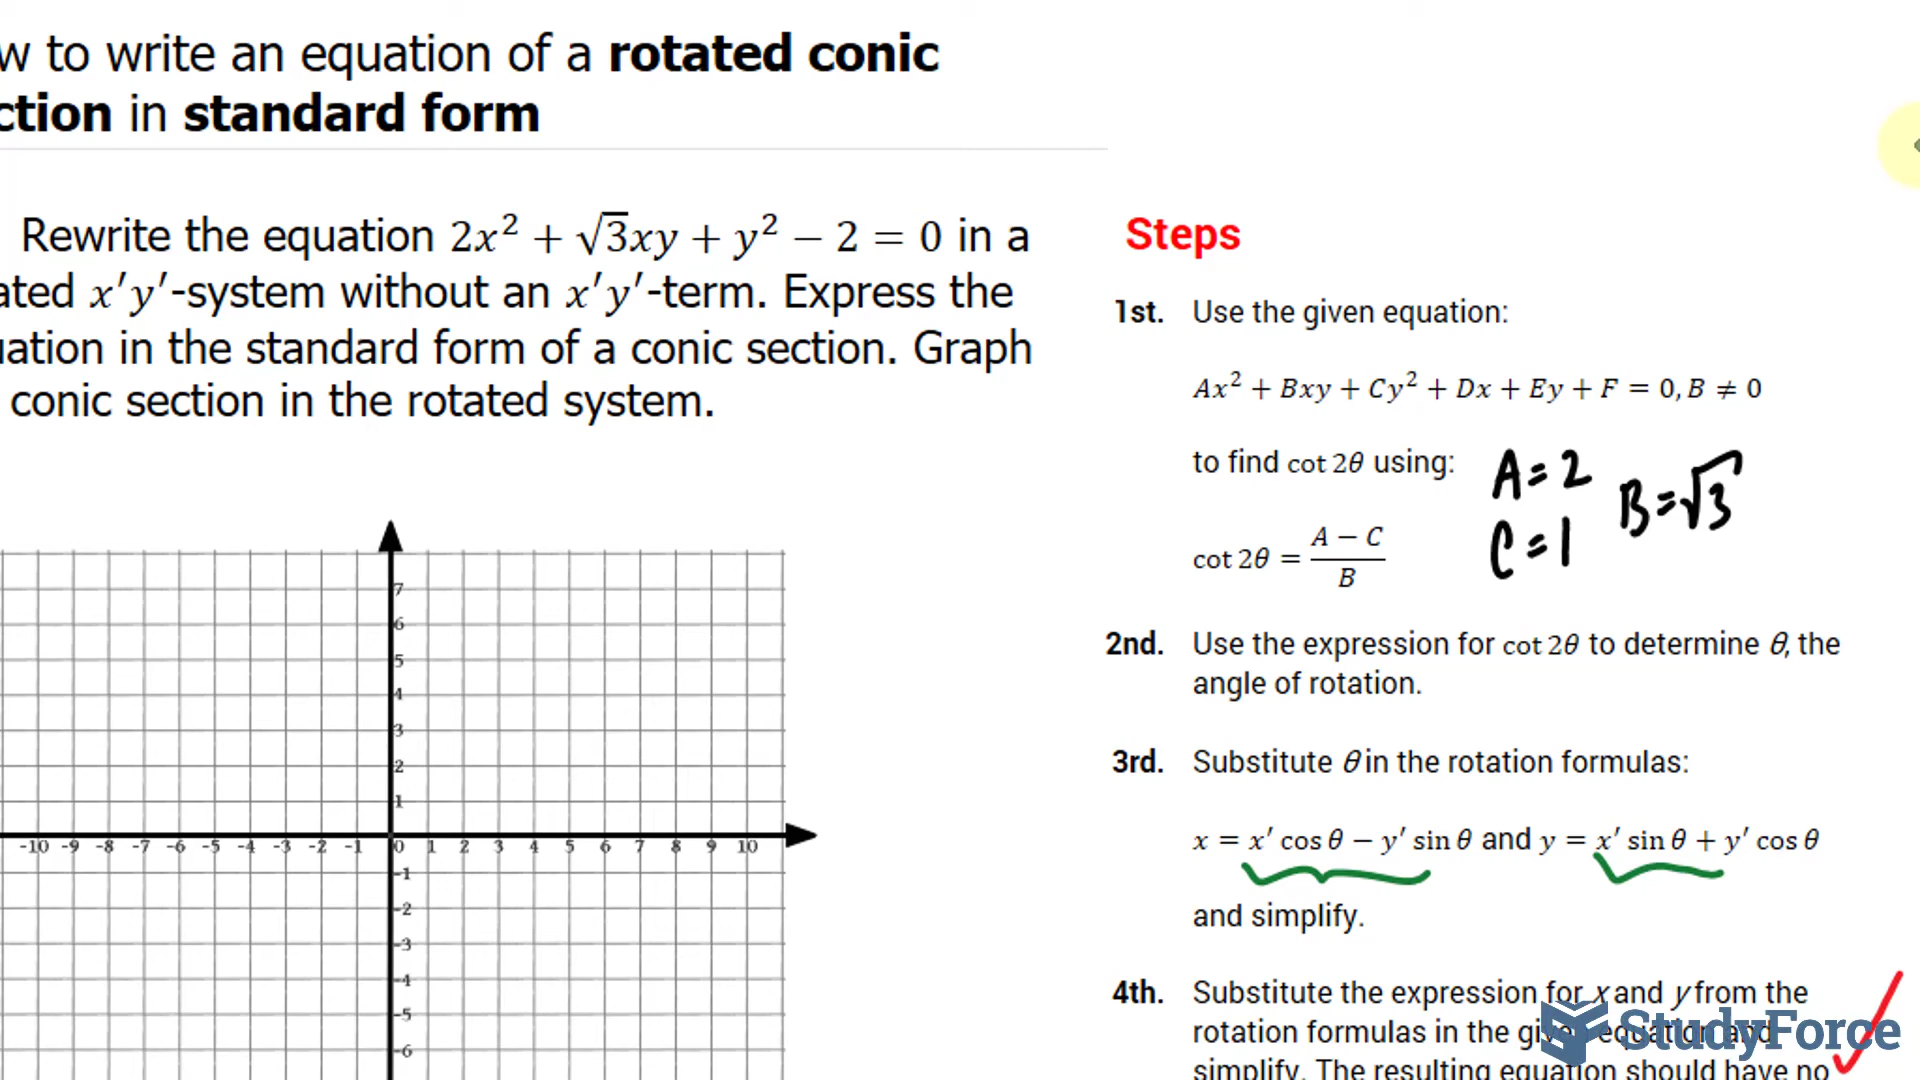 w to write an equation of a rotated conic
ction in standard form
Rewrite the equation 2x² + √3xy + y² − 2 = 0 in a
ated x′y′-system without an x′y′-term. Express the
uation in the standard form of a conic section. Graph
conic section in the rotated system.
7
6
5
4
3
2
1
-10 -9 -8 -7 -6 -5 -4 -3 -2 -1 0 1 2 3 4 5 6 7 8 9 10
-1
-2
-3
-4
-5
-6
Steps
1st. Use the given equation:
Ax² + Bxy + Cy² + Dx + Ey + F = 0, B ≠ 0
to find cot 2θ using:
A = 2 B = √3
C = 1
cot 2θ = (A − C)/B
2nd. Use the expression for cot 2θ to determine θ, the
angle of rotation.
3rd. Substitute θ in the rotation formulas:
x = x′ cos θ − y′ sin θ and y = x′ sin θ + y′ cos θ
and simplify.
4th. Substitute the expression for x and y from the
rotation formulas in the given equation and
simplify. The resulting equation should have no
StudyForce